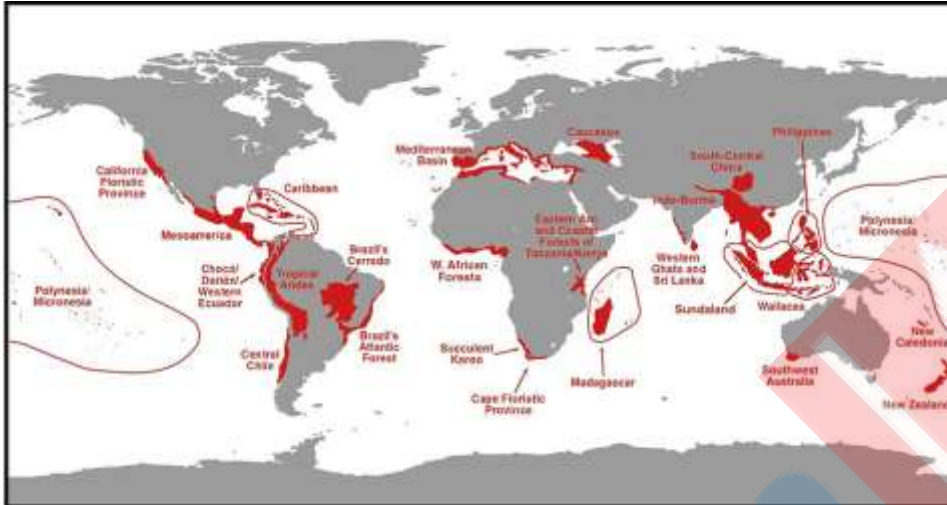 California
Floristic
Province
Caribbean
Mesoamerica
Chocó/
Darién/
Western
Ecuador
Tropical
Andes
Brazil's
Cerrado
Brazil's
Atlantic
Forest
Central
Chile
Polynesia/
Micronesia
Mediterranean
Basin
Caucasus
W. African
Forests
Eastern Arc
and Coastal
Forests of
Tanzania/Kenya
Succulent
Karoo
Cape Floristic
Province
Madagascar
South-Central
China
Indo-Burma
Philippines
Western
Ghats and
Sri Lanka
Sundaland
Wallacea
Polynesia/
Micronesia
Southwest
Australia
New
Caledonia
New Zealand